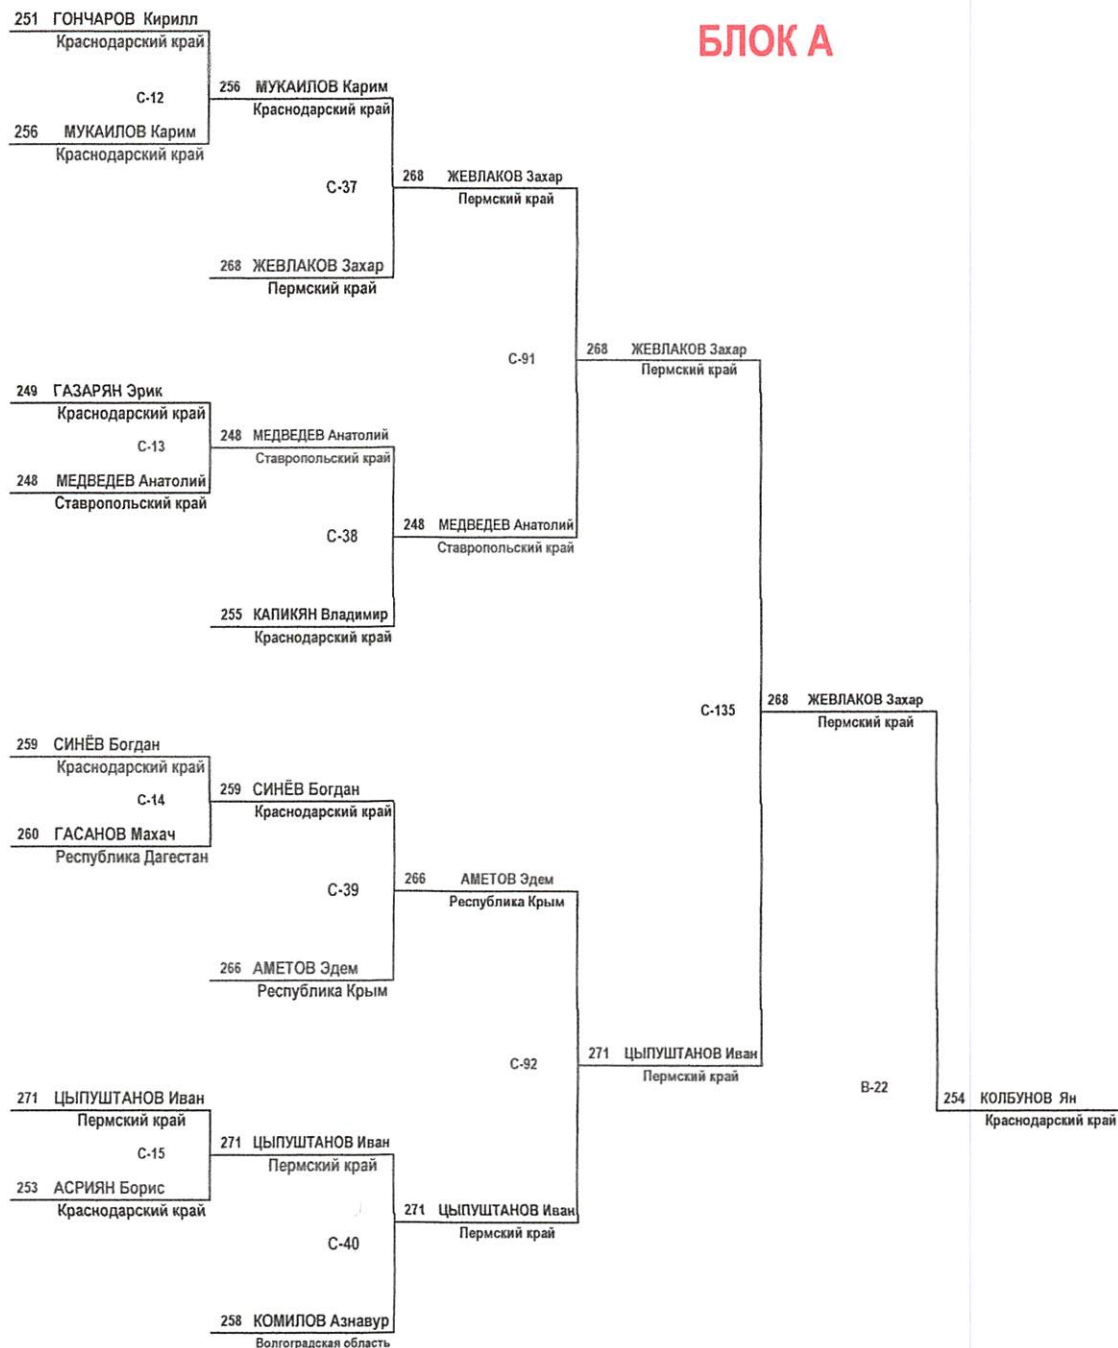 БЛОК А
251 ГОНЧАРОВ Кирилл
Краснодарский край
С-12
256 МУКАИЛОВ Карим
Краснодарский край
256 МУКАИЛОВ Карим
Краснодарский край
С-37
268 ЖЕВЛАКОВ Захар
Пермский край
268 ЖЕВЛАКОВ Захар
Пермский край
С-91
268 ЖЕВЛАКОВ Захар
Пермский край
249 ГАЗАРЯН Эрик
Краснодарский край
С-13
248 МЕДВЕДЕВ Анатолий
Ставропольский край
248 МЕДВЕДЕВ Анатолий
Ставропольский край
С-38
248 МЕДВЕДЕВ Анатолий
Ставропольский край
255 КАПИКЯН Владимир
Краснодарский край
С-135
268 ЖЕВЛАКОВ Захар
Пермский край
259 СИНЁВ Богдан
Краснодарский край
С-14
259 СИНЁВ Богдан
Краснодарский край
260 ГАСАНОВ Махач
Республика Дагестан
С-39
266 АМЕТОВ Эдем
Республика Крым
266 АМЕТОВ Эдем
Республика Крым
С-92
271 ЦЫПУШТАНОВ Иван
Пермский край
В-22
254 КОЛБУНОВ Ян
Краснодарский край
271 ЦЫПУШТАНОВ Иван
Пермский край
С-15
271 ЦЫПУШТАНОВ Иван
Пермский край
253 АСРИЯН Борис
Краснодарский край
С-40
271 ЦЫПУШТАНОВ Иван
Пермский край
258 КОМИЛОВ Азнавур
Волгоградская область